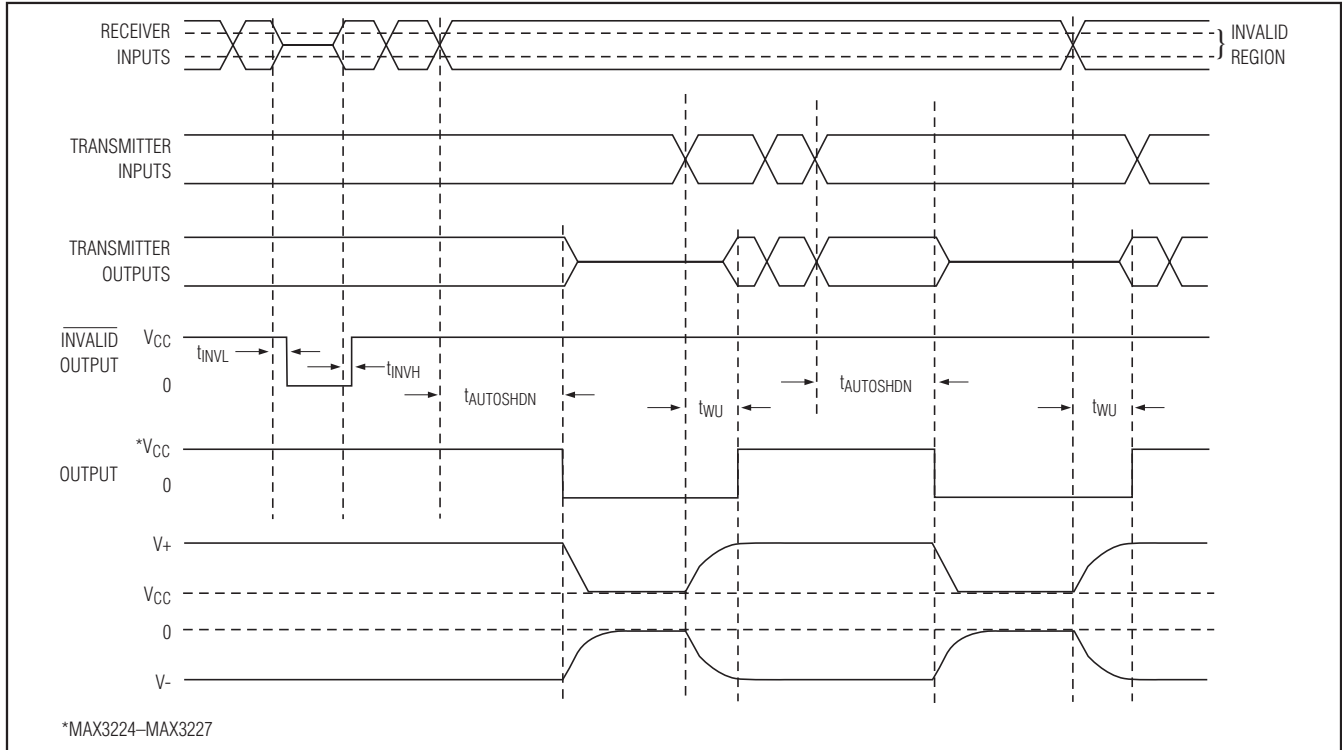 RECEIVER
INPUTS
} INVALID
REGION
TRANSMITTER
INPUTS
TRANSMITTER
OUTPUTS
INVALID
OUTPUT
VCC
0
tINVL
tINVH
tAUTOSHDN
tWU
tAUTOSHDN
tWU
OUTPUT
*VCC
0
V+
VCC
0
V-
*MAX3224–MAX3227